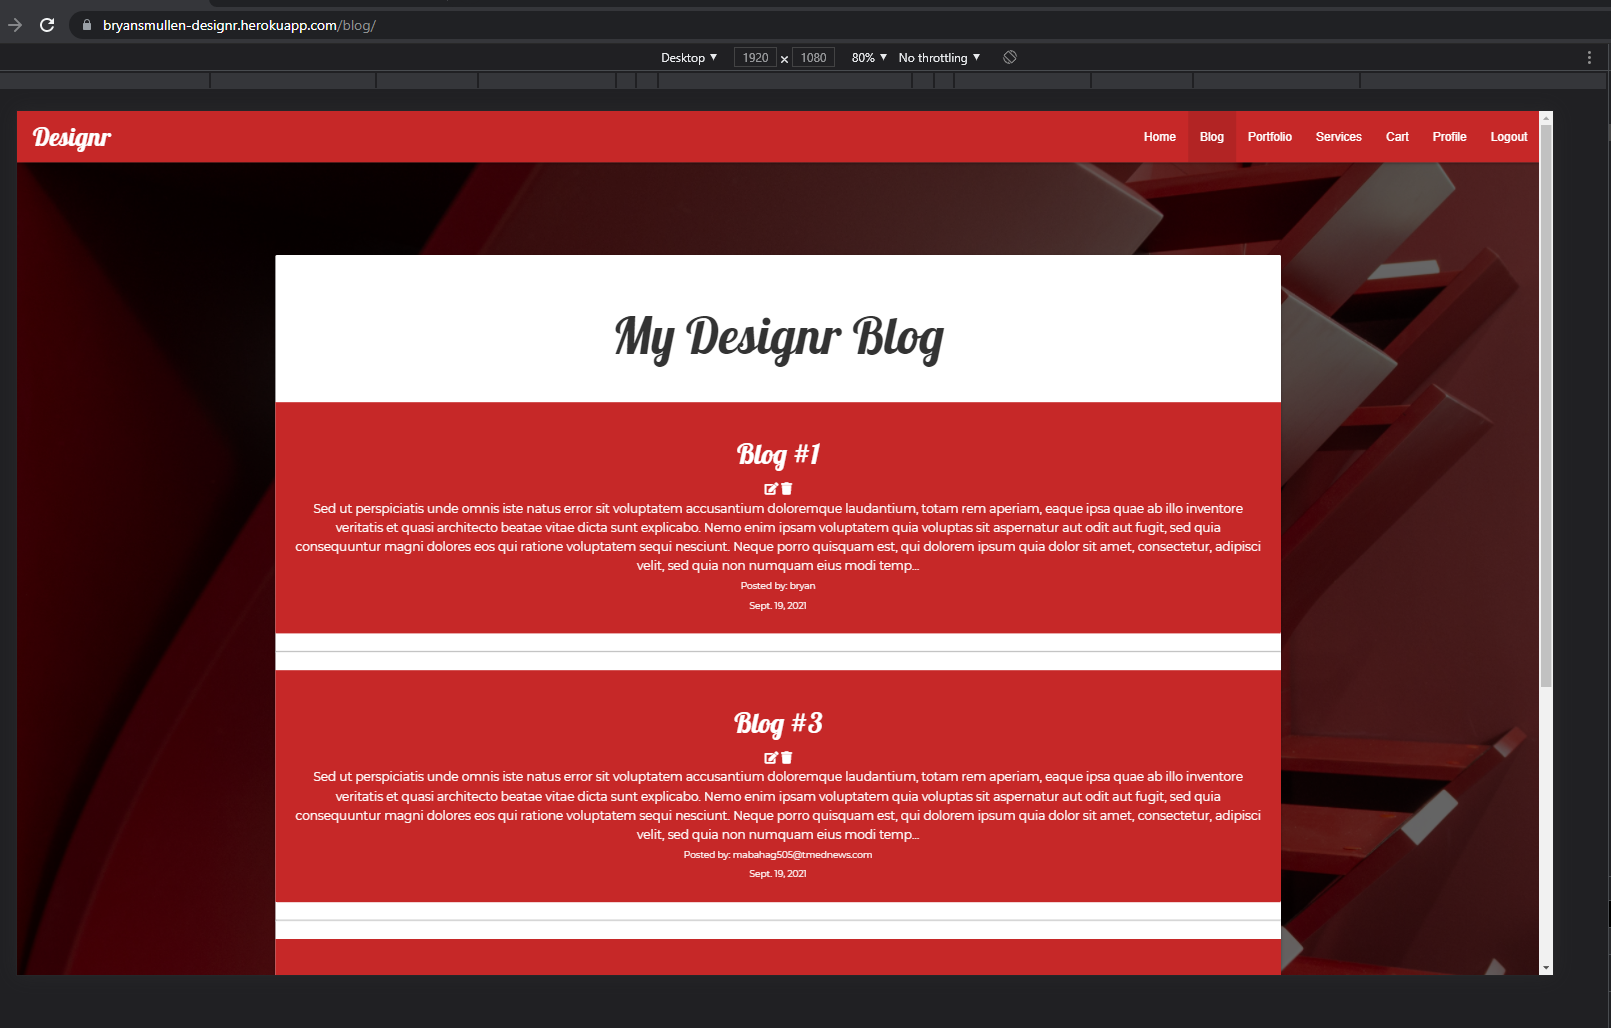 bryansmullen-designr.herokuapp.com/blog/
Desktop 1920 × 1080 80% No throttling
Designr
Home Blog Portfolio Services Cart Profile Logout
My Designr Blog
Blog #1
Sed ut perspiciatis unde omnis iste natus error sit voluptatem accusantium doloremque laudantium, totam rem aperiam, eaque ipsa quae ab illo inventore
veritatis et quasi architecto beatae vitae dicta sunt explicabo. Nemo enim ipsam voluptatem quia voluptas sit aspernatur aut odit aut fugit, sed quia
consequuntur magni dolores eos qui ratione voluptatem sequi nesciunt. Neque porro quisquam est, qui dolorem ipsum quia dolor sit amet, consectetur, adipisci
velit, sed quia non numquam eius modi temp...
Posted by: bryan
Sept. 19, 2021
Blog #3
Sed ut perspiciatis unde omnis iste natus error sit voluptatem accusantium doloremque laudantium, totam rem aperiam, eaque ipsa quae ab illo inventore
veritatis et quasi architecto beatae vitae dicta sunt explicabo. Nemo enim ipsam voluptatem quia voluptas sit aspernatur aut odit aut fugit, sed quia
consequuntur magni dolores eos qui ratione voluptatem sequi nesciunt. Neque porro quisquam est, qui dolorem ipsum quia dolor sit amet, consectetur, adipisci
velit, sed quia non numquam eius modi temp...
Posted by: mabahag505@tmednews.com
Sept. 19, 2021